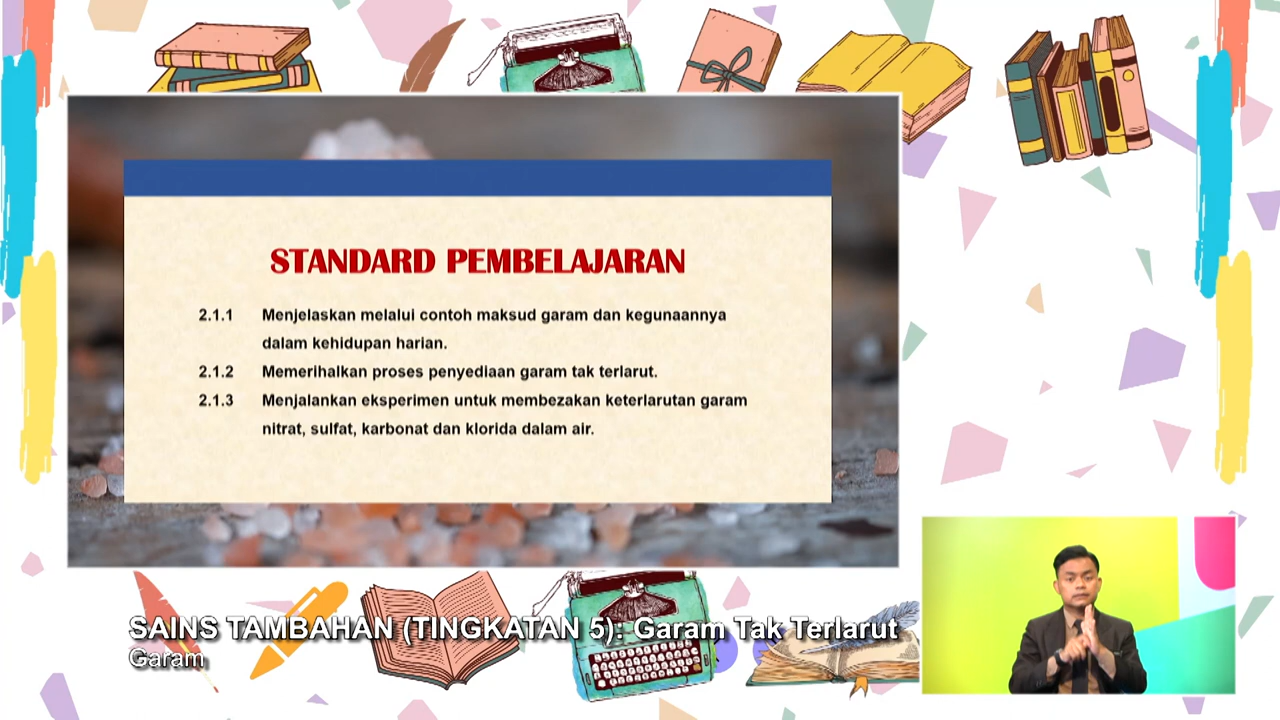 STANDARD PEMBELAJARAN
2.1.1 Menjelaskan melalui contoh maksud garam dan kegunaannya
dalam kehidupan harian.
2.1.2 Memerihalkan proses penyediaan garam tak terlarut.
2.1.3 Menjalankan eksperimen untuk membezakan keterlarutan garam
nitrat, sulfat, karbonat dan klorida dalam air.
SAINS TAMBAHAN (TINGKATAN 5): Garam Tak Terlarut
Garam